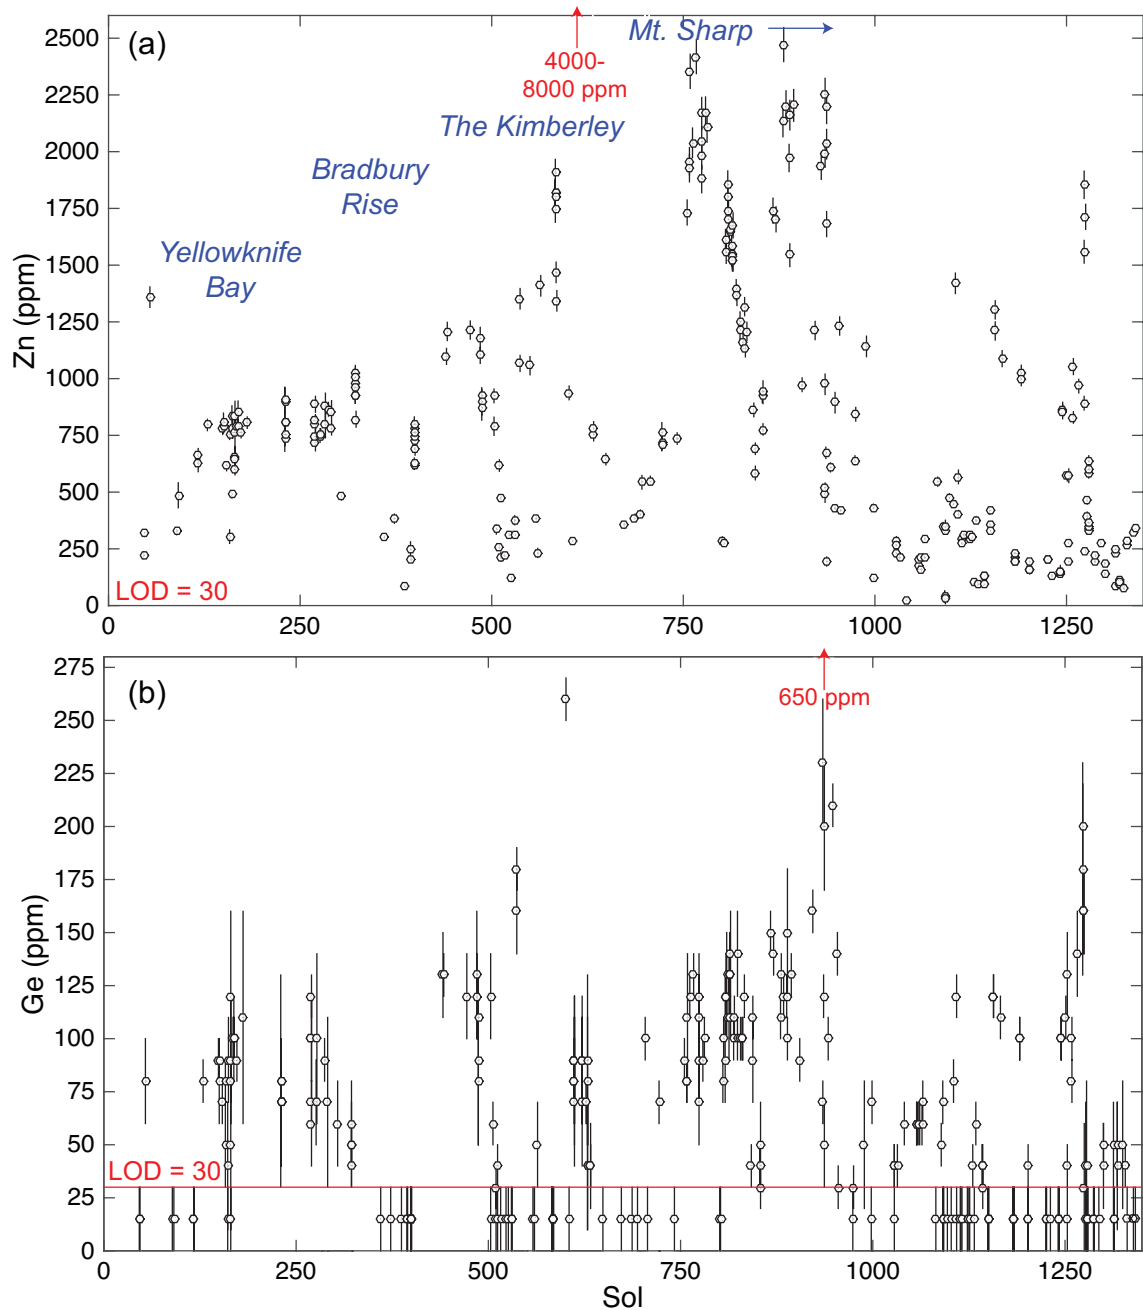 (a)
Mt. Sharp
4000-
8000 ppm
The Kimberley
Bradbury
Rise
Yellowknife
Bay
Zn (ppm)
2500
2250
2000
1750
1500
1250
1000
750
500
250
0
LOD = 30
0 250 500 750 1000 1250
(b)
650 ppm
Ge (ppm)
275
250
225
200
175
150
125
100
75
50
25
0
LOD = 30
0 250 500 750 1000 1250
Sol